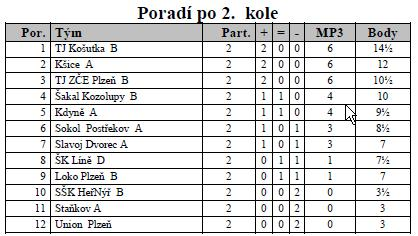 Poradí po 2. kole
Por. Tým Part. + = - MP3 Body
1 TJ Košutka B 2 2 0 0 6 14½
2 Kšice A 2 2 0 0 6 12
3 TJ ZČE Plzeň B 2 2 0 0 6 10½
4 Šakal Kozolupy B 2 1 1 0 4 10
5 Kdyně A 2 1 1 0 4 9½
6 Sokol Postřekov A 2 1 0 1 3 8½
7 Slavoj Dvorec A 2 1 0 1 3 7
8 ŠK Líně D 2 0 1 1 1 7½
9 Loko Plzeň B 2 0 1 1 1 7
10 SŠK HeřNýř B 2 0 0 2 0 3½
11 Staňkov A 2 0 0 2 0 3
12 Union Plzeň 2 0 0 2 0 3